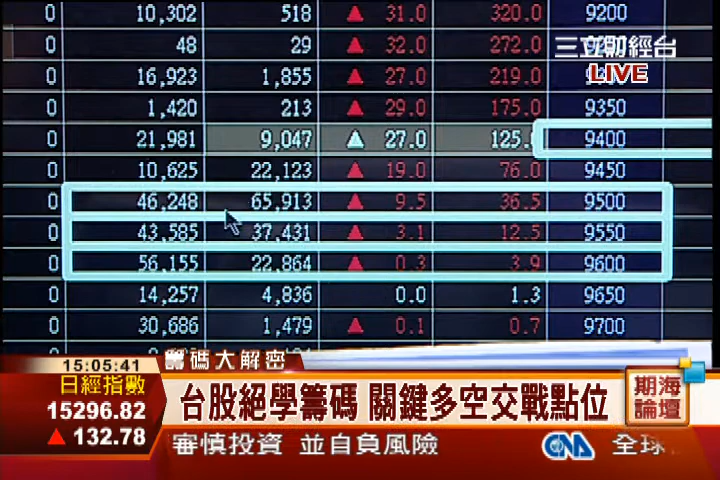 0 10,302 518 ▲ 31.0 320.0 9200
0 48 29 ▲ 32.0 272.0
三立財經台
LIVE
0 16,923 1,855 ▲ 27.0 219.0
0 1,420 213 ▲ 29.0 175.0 9350
0 21,981 9,047 ▲ 27.0 125.0 9400
0 10,625 22,123 ▲ 19.0 76.0 9450
0 46,248 65,913 ▲ 9.5 36.5 9500
0 43,585 37,431 ▲ 3.1 12.5 9550
0 56,155 22,864 ▲ 0.3 3.9 9600
0 14,257 4,836 0.0 1.3 9650
0 30,686 1,479 ▲ 0.1 0.7 9700
15:05:41
籌碼大解密
日經指數
15296.82
▲ 132.78
台股絕學籌碼 關鍵多空交戰點位
期海
論壇
審慎投資 並自負風險
CNA 全球